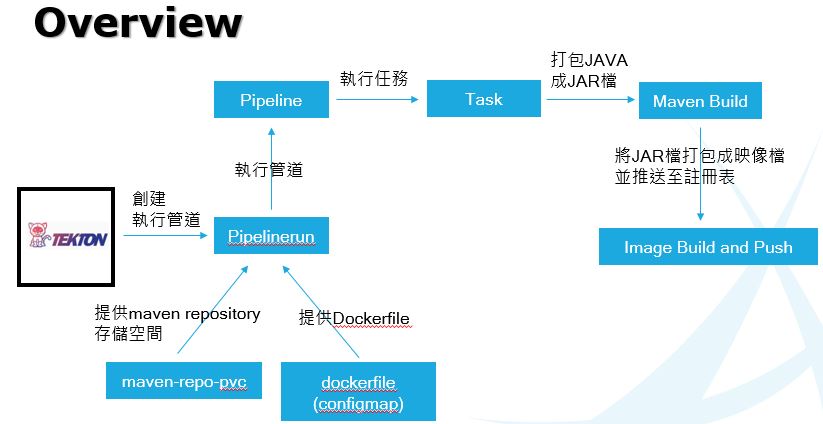 Overview
Pipeline
執行任務
Task
打包JAVA
成JAR檔
Maven Build
執行管道
將JAR檔打包成映像檔
並推送至註冊表
創建
執行管道
TEKTON
Pipelinerun
Image Build and Push
提供maven repository
存儲空間
提供Dockerfile
maven-repo-pvc
dockerfile
(configmap)